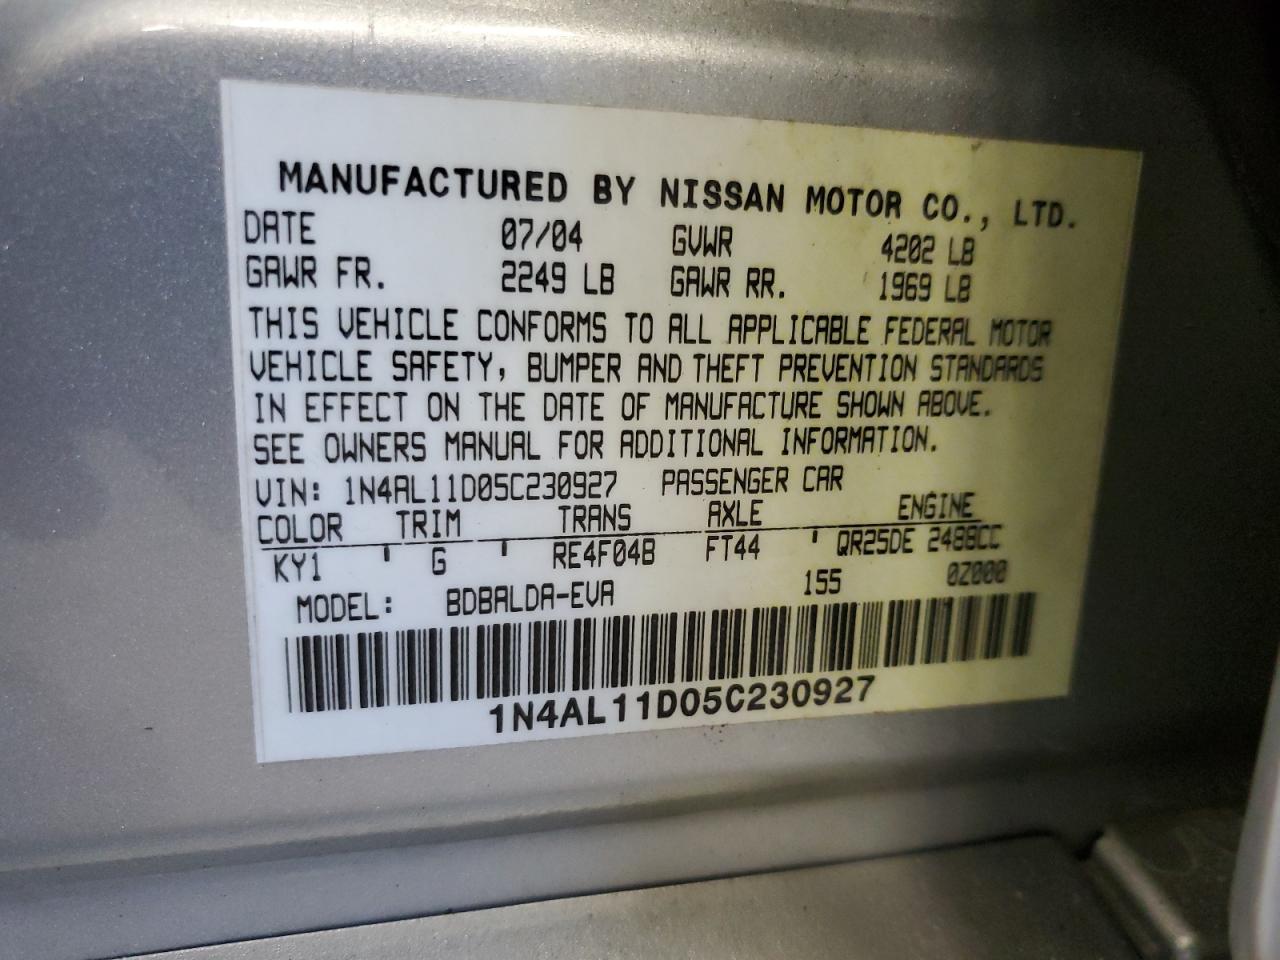 MANUFACTURED BY NISSAN MOTOR CO., LTD.
DATE 07/04 GVWR 4202 LB
GAWR FR. 2249 LB GAWR RR. 1969 LB
THIS VEHICLE CONFORMS TO ALL APPLICABLE FEDERAL MOTOR
VEHICLE SAFETY, BUMPER AND THEFT PREVENTION STANDARDS
IN EFFECT ON THE DATE OF MANUFACTURE SHOWN ABOVE.
SEE OWNERS MANUAL FOR ADDITIONAL INFORMATION.
VIN: 1N4AL11D05C230927 PASSENGER CAR
COLOR TRIM TRANS AXLE ENGINE
KY1 ' G ' RE4F04B FT44 ' QR25DE 2488CC
MODEL: BDBALDA-EVA 155 0Z000
1N4AL11D05C230927